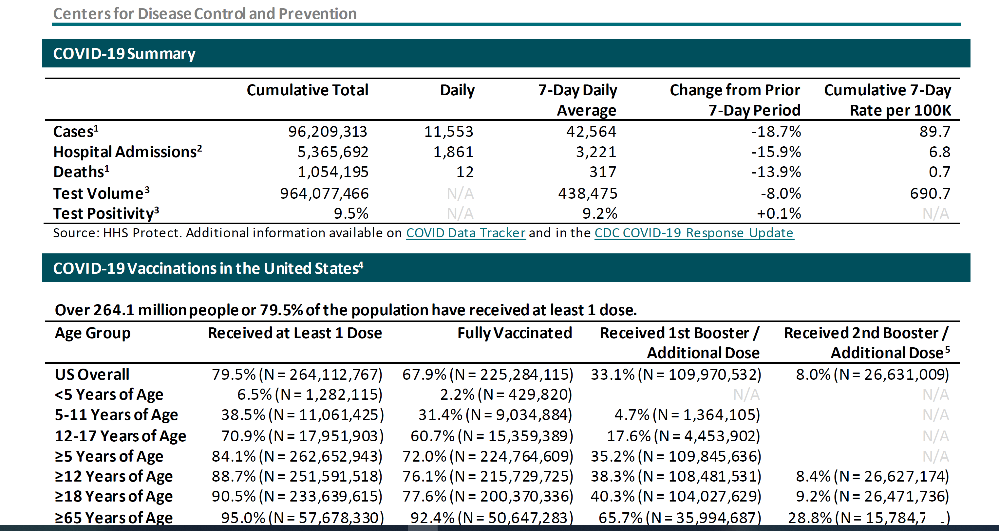 Centers for Disease Control and Prevention
COVID-19 Summary
Cumulative Total Daily 7-Day Daily Average Change from Prior 7-Day Period Cumulative 7-Day Rate per 100K
Cases1 96,209,313 11,553 42,564 -18.7% 89.7
Hospital Admissions2 5,365,692 1,861 3,221 -15.9% 6.8
Deaths1 1,054,195 12 317 -13.9% 0.7
Test Volume3 964,077,466 N/A 438,475 -8.0% 690.7
Test Positivity3 9.5% N/A 9.2% +0.1% N/A
Source: HHS Protect. Additional information available on COVID Data Tracker and in the CDC COVID-19 Response Update
COVID-19 Vaccinations in the United States4
Over 264.1 million people or 79.5% of the population have received at least 1 dose.
Age Group Received at Least 1 Dose Fully Vaccinated Received 1st Booster / Additional Dose Received 2nd Booster / Additional Dose5
US Overall 79.5% (N = 264,112,767) 67.9% (N = 225,284,115) 33.1% (N = 109,970,532) 8.0% (N = 26,631,009)
<5 Years of Age 6.5% (N = 1,282,115) 2.2% (N = 429,820) N/A N/A
5-11 Years of Age 38.5% (N = 11,061,425) 31.4% (N = 9,034,884) 4.7% (N = 1,364,105) N/A
12-17 Years of Age 70.9% (N = 17,951,903) 60.7% (N = 15,359,389) 17.6% (N = 4,453,902) N/A
≥5 Years of Age 84.1% (N = 262,652,943) 72.0% (N = 224,764,609) 35.2% (N = 109,845,636) N/A
≥12 Years of Age 88.7% (N = 251,591,518) 76.1% (N = 215,729,725) 38.3% (N = 108,481,531) 8.4% (N = 26,627,174)
≥18 Years of Age 90.5% (N = 233,639,615) 77.6% (N = 200,370,336) 40.3% (N = 104,027,629) 9.2% (N = 26,471,736)
≥65 Years of Age 95.0% (N = 57,678,330) 92.4% (N = 50,647,283) 65.7% (N = 35,994,687) 28.8% (N =